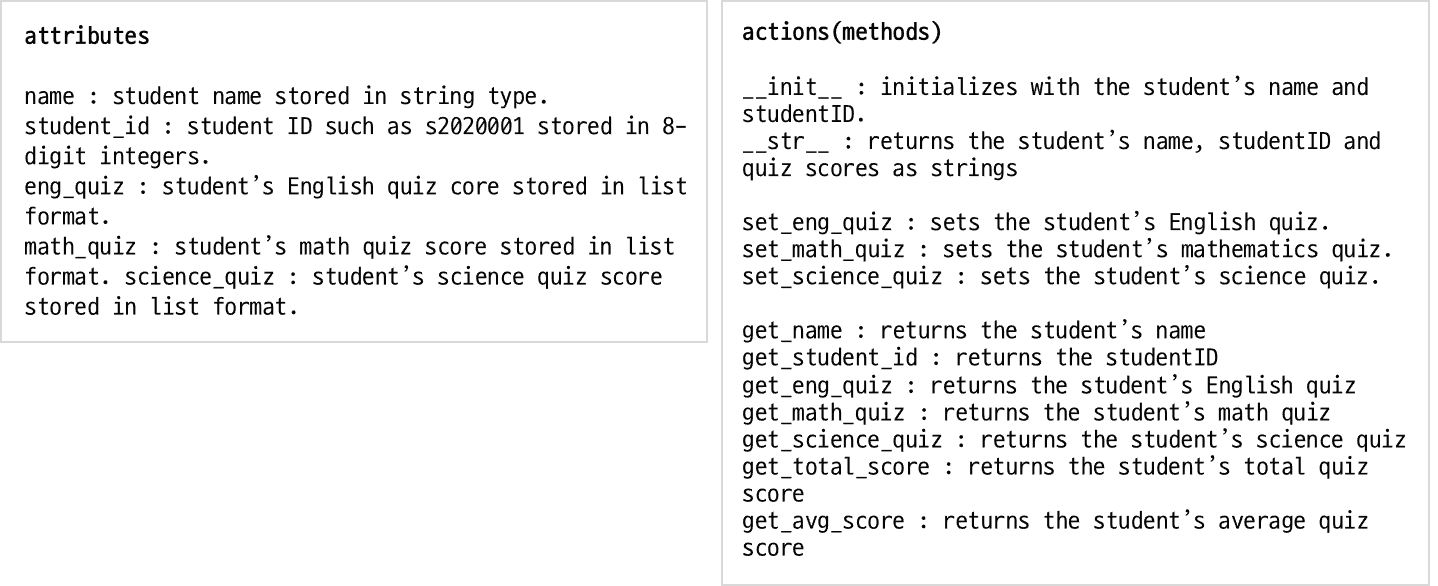 attributes
name : student name stored in string type.
student_id : student ID such as s2020001 stored in 8-
digit integers.
eng_quiz : student’s English quiz core stored in list
format.
math_quiz : student’s math quiz score stored in list
format. science_quiz : student’s science quiz score
stored in list format.
actions(methods)
__init__ : initializes with the student’s name and
studentID.
__str__ : returns the student’s name, studentID and
quiz scores as strings
set_eng_quiz : sets the student’s English quiz.
set_math_quiz : sets the student’s mathematics quiz.
set_science_quiz : sets the student’s science quiz.
get_name : returns the student’s name
get_student_id : returns the studentID
get_eng_quiz : returns the student’s English quiz
get_math_quiz : returns the student’s math quiz
get_science_quiz : returns the student’s science quiz
get_total_score : returns the student’s total quiz
score
get_avg_score : returns the student’s average quiz
score